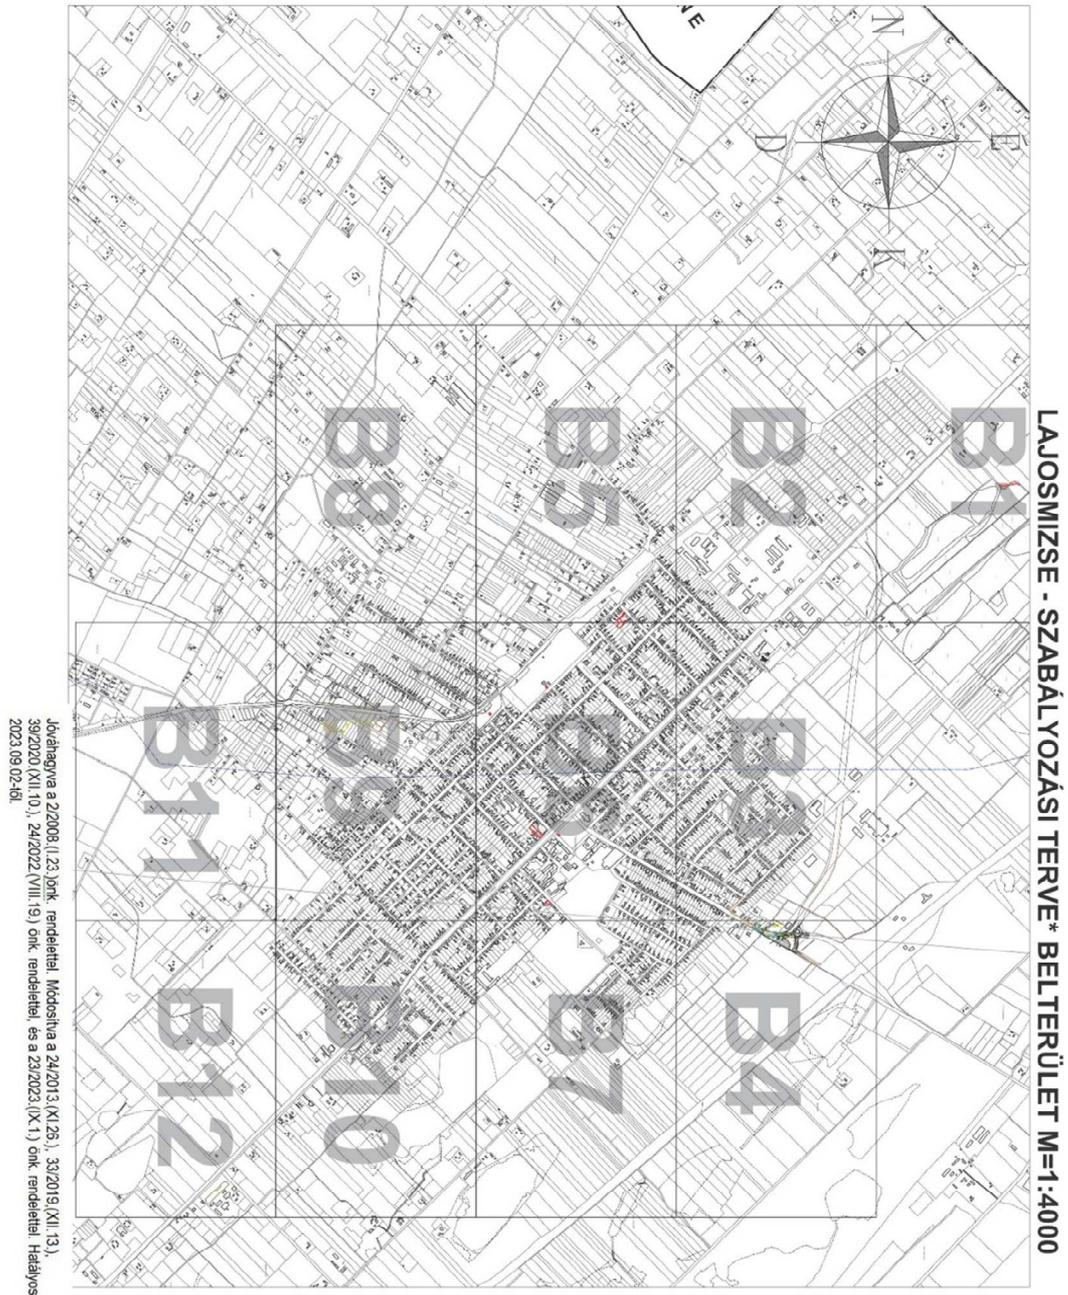 LAJOSMIZSE - SZABÁLYOZÁSI TERVE* BELTERÜLET M=1:4000
NE
É
N
K
D
B1
B2
B3
B4
B5
B6
B7
B8
B9
B10
B11
B12
Jóváhagyva a 2/2008.(I.23.)önk. rendelettel. Módosítva a 24/2013.(XI.26.), 33/2019.(XII.13.),
39/2020.(XII.10.), 24/2022.(VIII.19.) önk. rendelettel, és a 23/2023.(IX.1.) önk. rendelettel. Hatályos
2023.09.02-től.